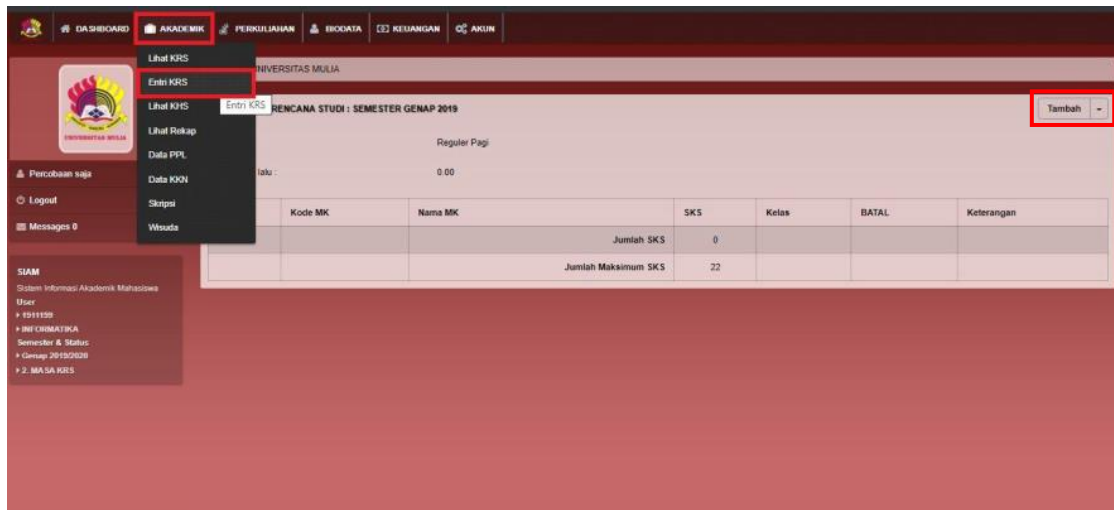 DASHBOARD AKADEMIK PERKULIAHAN BIODATA KEUANGAN AKUN
Lihat KRS
Entri KRS
Lihat KHS
Lihat Rekap
Data PPL
Data KKN
Skripsi
Wisuda
Entri KRS
NIVERSITAS MULIA
RENCANA STUDI : SEMESTER GENAP 2019
Tambah
Reguler Pagi
lalu : 0.00
Kode MK Nama MK SKS Kelas BATAL Keterangan
Jumlah SKS 0
Jumlah Maksimum SKS 22
UNIVERSITAS MULIA
Percobaan saja
Logout
Messages 0
SIAM
Sistem Informasi Akademik Mahasiswa
User
1911159
INFORMATIKA
Semester & Status
Genap 2019/2020
2. MASA KRS